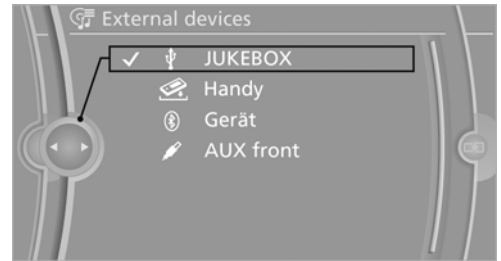 External devices
JUKEBOX
Handy
Gerät
AUX front